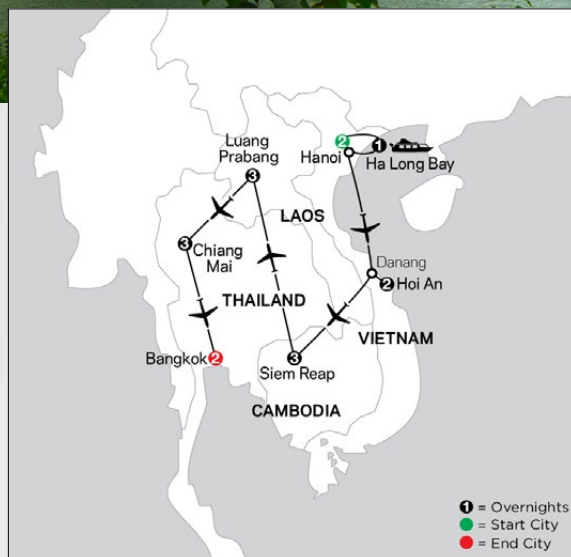 Luang
Prabang
3
2
Hanoi
1
Ha Long Bay
LAOS
3
Chiang
Mai
Danang
2 Hoi An
THAILAND
VIETNAM
Bangkok 2
3
Siem Reap
CAMBODIA
1 = Overnights
= Start City
= End City